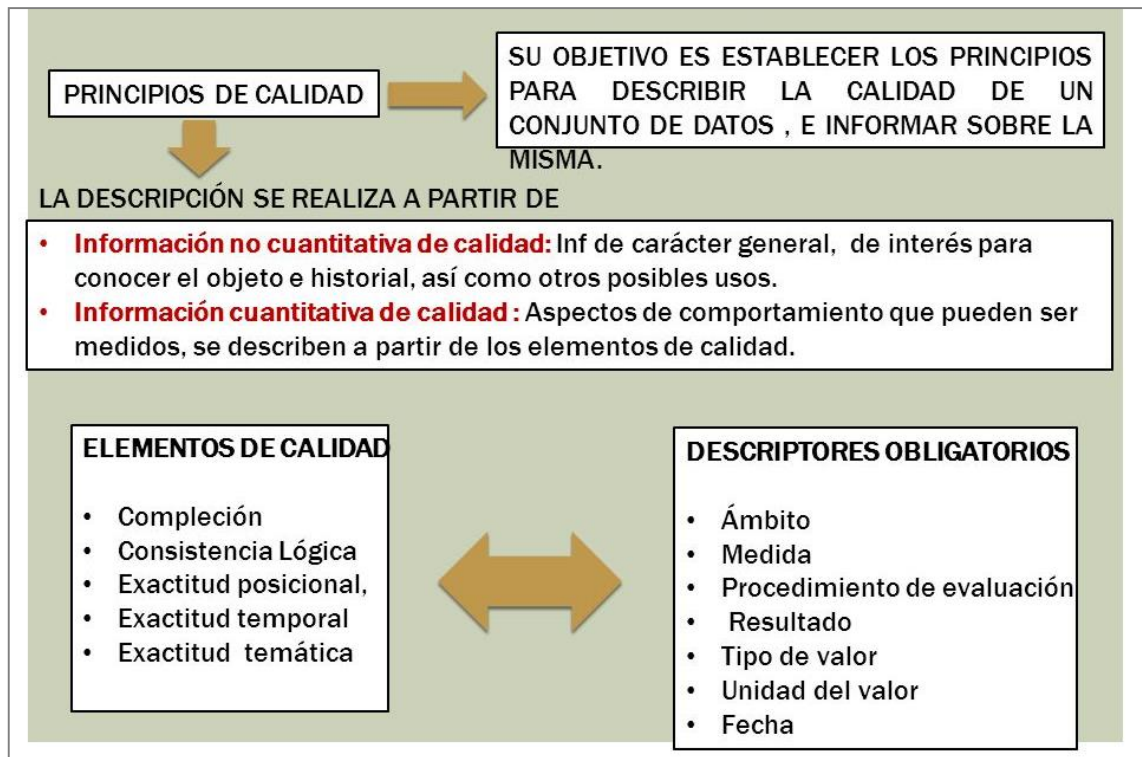 PRINCIPIOS DE CALIDAD
SU OBJETIVO ES ESTABLECER LOS PRINCIPIOS
PARA DESCRIBIR LA CALIDAD DE UN
CONJUNTO DE DATOS , E INFORMAR SOBRE LA
MISMA.
LA DESCRIPCIÓN SE REALIZA A PARTIR DE
• Información no cuantitativa de calidad: Inf de carácter general, de interés para
conocer el objeto e historial, así como otros posibles usos.
• Información cuantitativa de calidad : Aspectos de comportamiento que pueden ser
medidos, se describen a partir de los elementos de calidad.
ELEMENTOS DE CALIDAD
• Compleción
• Consistencia Lógica
• Exactitud posicional,
• Exactitud temporal
• Exactitud temática
DESCRIPTORES OBLIGATORIOS
• Ámbito
• Medida
• Procedimiento de evaluación
• Resultado
• Tipo de valor
• Unidad del valor
• Fecha